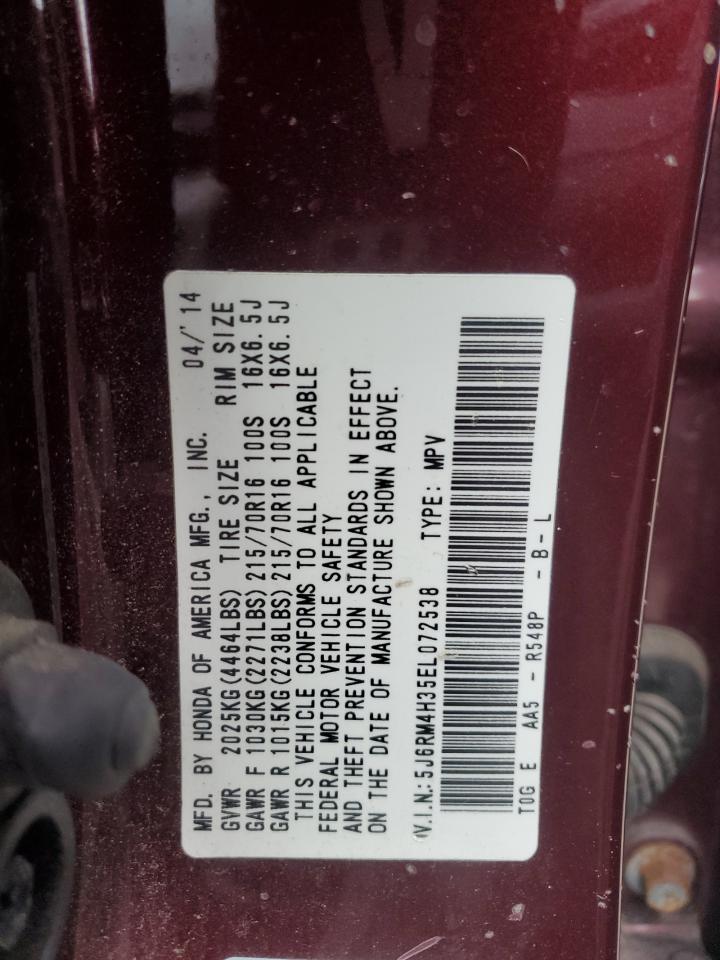 MFD. BY HONDA OF AMERICA MFG., INC. 04/'14
GVWR 2025KG(4464LBS) TIRE SIZE RIM SIZE
GAWR F 1030KG(2271LBS)215/70R16 100S 16X6.5J
GAWR R 1015KG(2238LBS)215/70R16 100S 16X6.5J
THIS VEHICLE CONFORMS TO ALL APPLICABLE
FEDERAL MOTOR VEHICLE SAFETY
AND THEFT PREVENTION STANDARDS IN EFFECT
ON THE DATE OF MANUFACTURE SHOWN ABOVE.
V.I.N.:5J6RM4H35EL072538 TYPE: MPV
T0G E AA5 - R548P - B - L